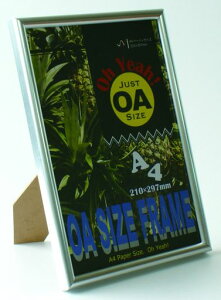 Oh Yeah!
JUST
OA
SIZE
A4
210×297mm
OA SIZE FRAME
A4 Paper Size Oh Yeah!